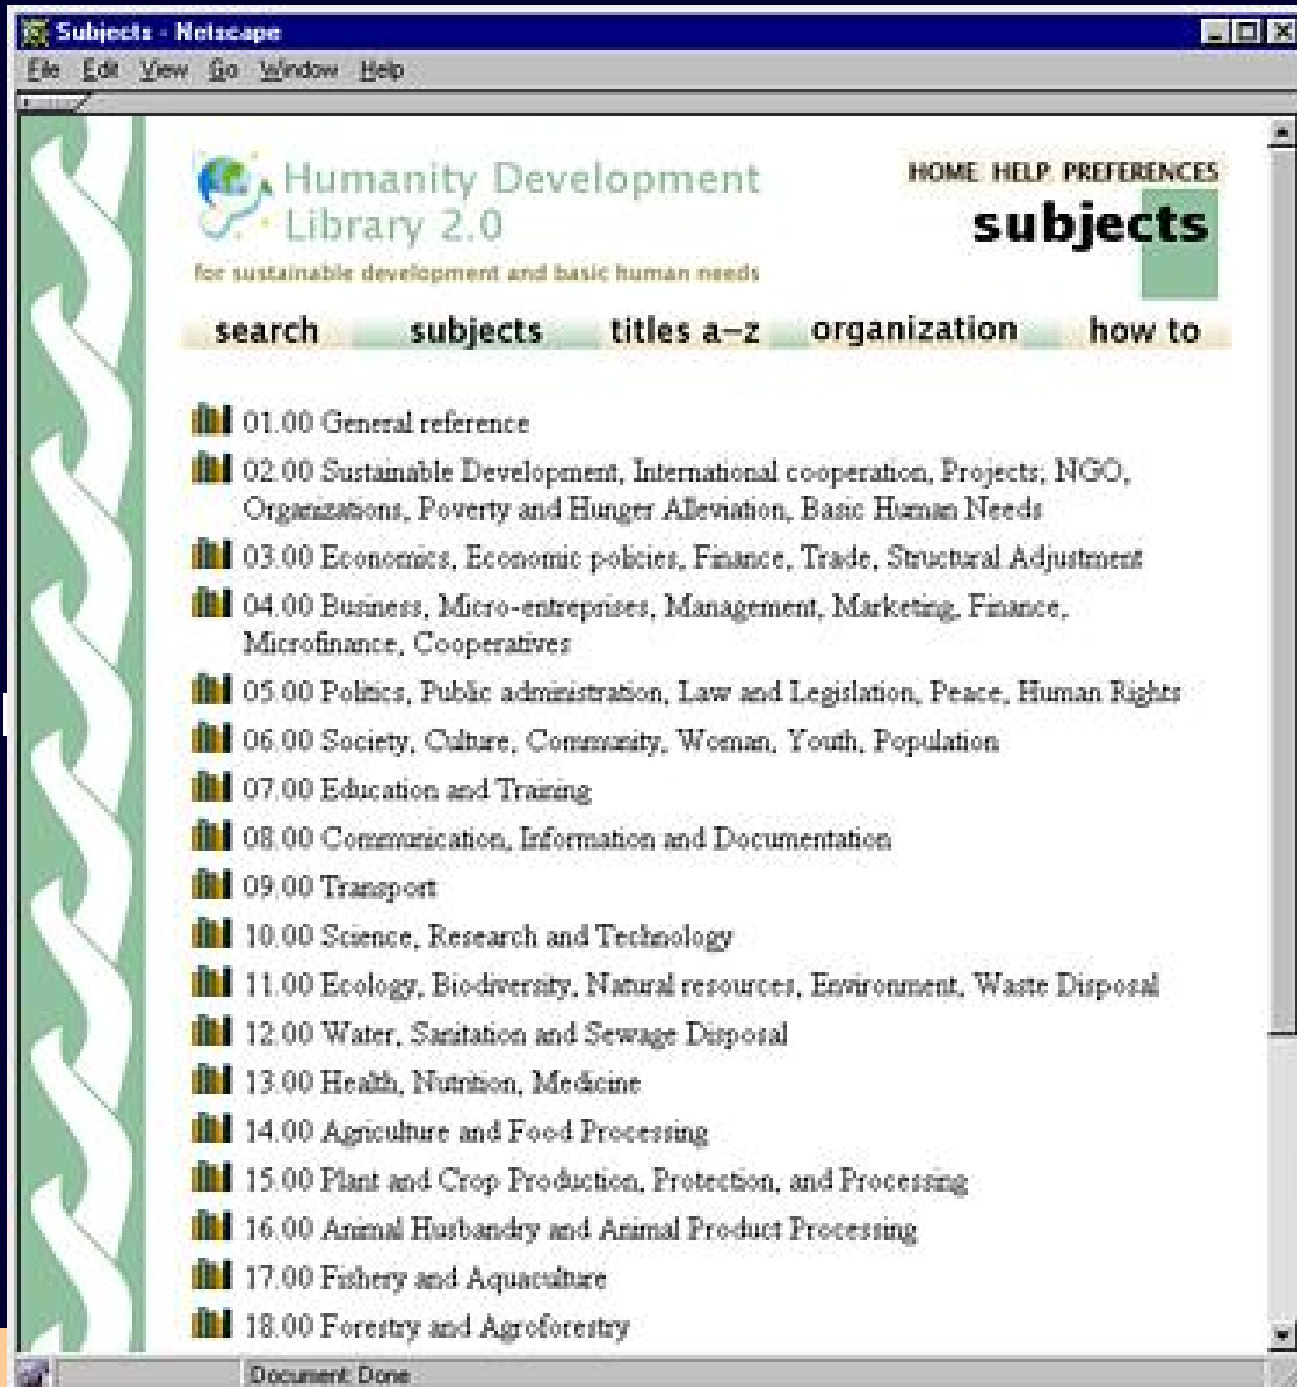 Subjects - Netscape
File Edit View Go Window Help
Humanity Development
Library 2.0
for sustainable development and basic human needs
HOME HELP PREFERENCES
subjects
search subjects titles a-z organization how to
01.00 General reference
02.00 Sustainable Development, International cooperation, Projects, NGO,
Organizations, Poverty and Hunger Alleviation, Basic Human Needs
03.00 Economics, Economic policies, Finance, Trade, Structural Adjustment
04.00 Business, Micro-entreprises, Management, Marketing, Finance,
Microfinance, Cooperatives
05.00 Politics, Public administration, Law and Legislation, Peace, Human Rights
06.00 Society, Culture, Community, Woman, Youth, Population
07.00 Education and Training
08.00 Communication, Information and Documentation
09.00 Transport
10.00 Science, Research and Technology
11.00 Ecology, Biodiversity, Natural resources, Environment, Waste Disposal
12.00 Water, Sanitation and Sewage Disposal
13.00 Health, Nutrition, Medicine
14.00 Agriculture and Food Processing
15.00 Plant and Crop Production, Protection, and Processing
16.00 Animal Husbandry and Animal Product Processing
17.00 Fishery and Aquaculture
18.00 Forestry and Agroforestry
Document: Done